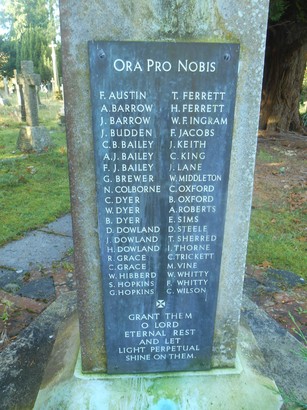 ORA PRO NOBIS
F. AUSTIN T. FERRETT
A. BARROW H. FERRETT
J. BARROW W. F. INGRAM
J. BUDDEN F. JACOBS
C. B. BAILEY J. KEITH
A. J. BAILEY C. KING
F. J. BAILEY J. LANE
G. BREWER W. MIDDLETON
N. COLBORNE C. OXFORD
C. DYER B. OXFORD
W. DYER A. ROBERTS
B. DYER E. SIMS
D. DOWLAND D. STEELE
J. DOWLAND T. SHERRED
H. DOWLAND I. THORNE
R. GRACE C. TRICKETT
C. GRACE M. VINE
W. HIBBERD W. WHITTY
S. HOPKINS F. WHITTY
G. HOPKINS C. WILSON
GRANT THEM
O LORD
ETERNAL REST
AND LET
LIGHT PERPETUAL
SHINE ON THEM.